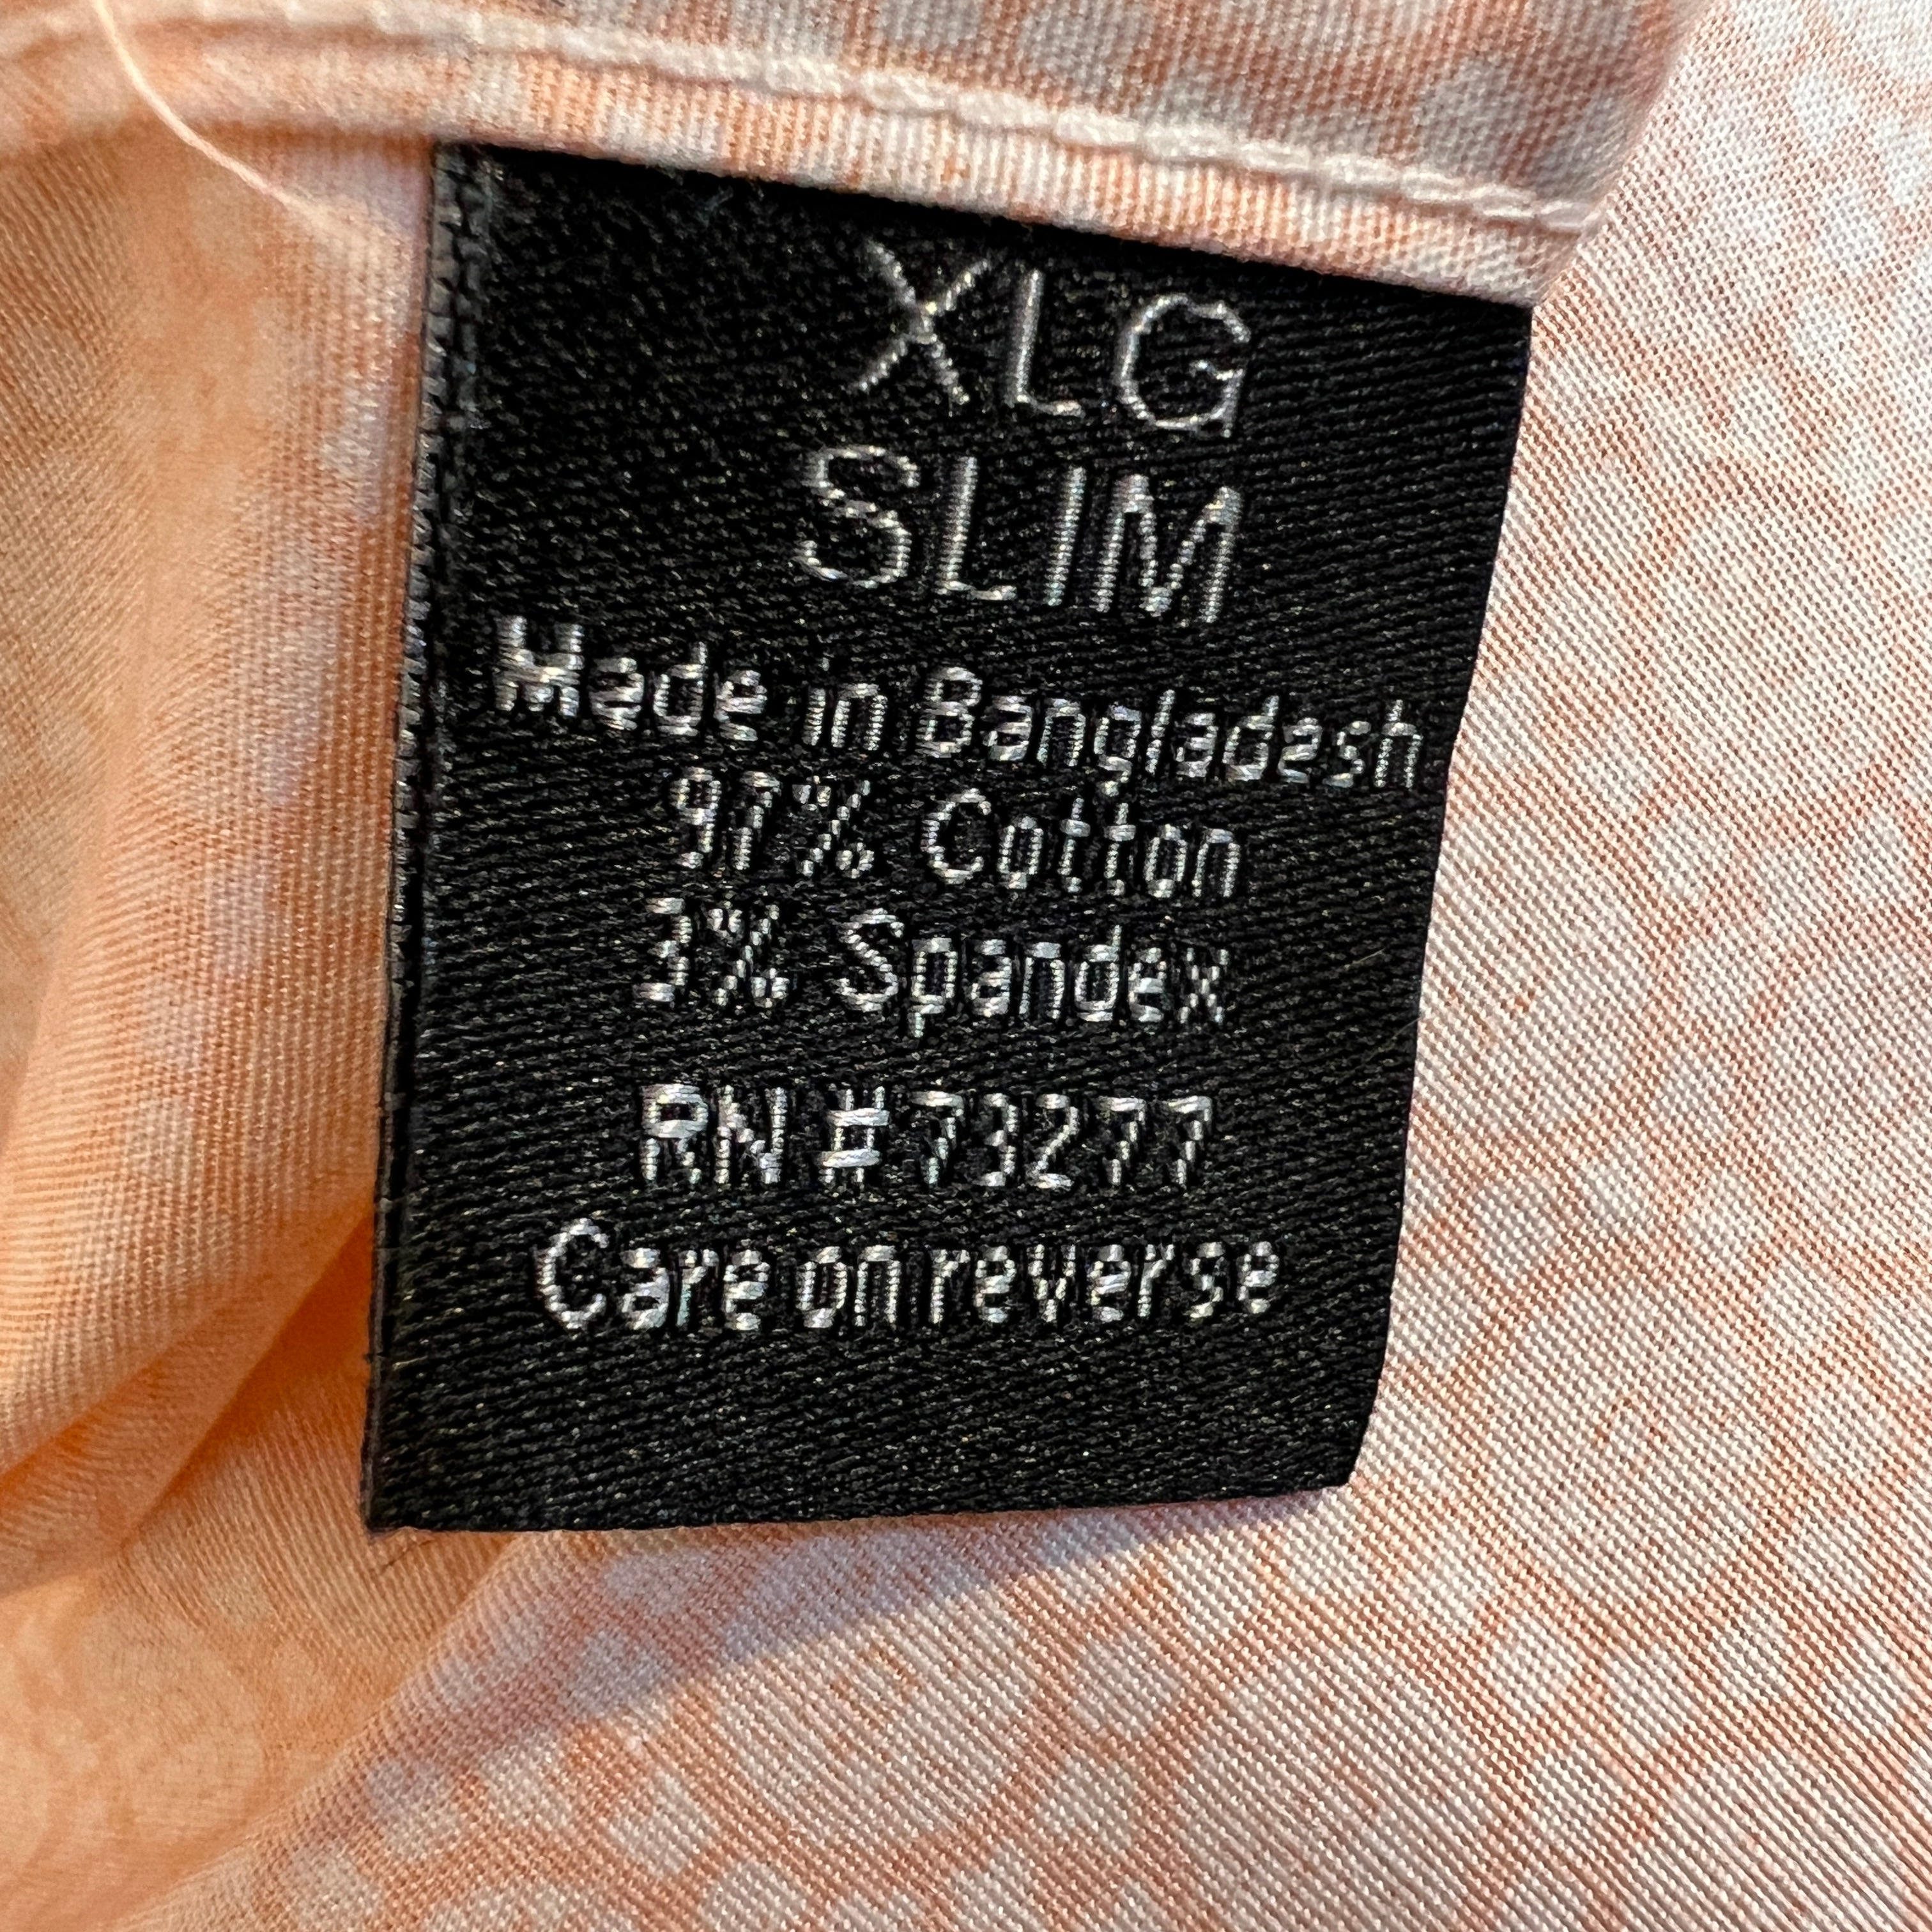 XLG
SLIM
Made in Bangladesh
97% Cotton
3% Spandex
RN #73277
Care on reverse